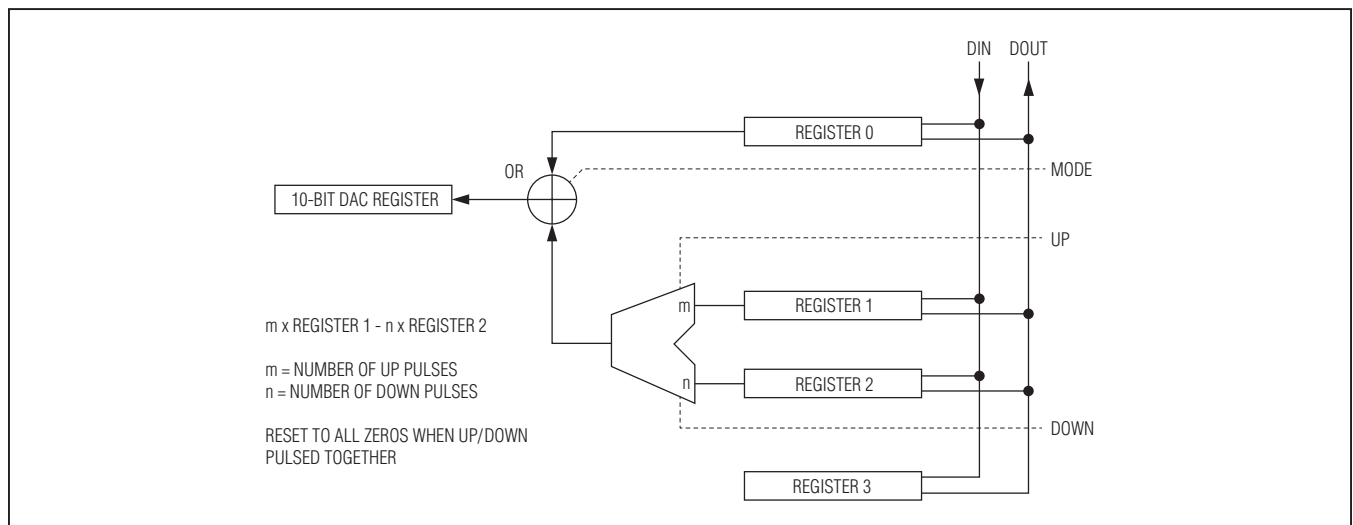 DIN DOUT
REGISTER 0
OR
MODE
10-BIT DAC REGISTER
UP
m
REGISTER 1
m x REGISTER 1 - n x REGISTER 2
m = NUMBER OF UP PULSES
n
REGISTER 2
n = NUMBER OF DOWN PULSES
DOWN
RESET TO ALL ZEROS WHEN UP/DOWN
PULSED TOGETHER
REGISTER 3